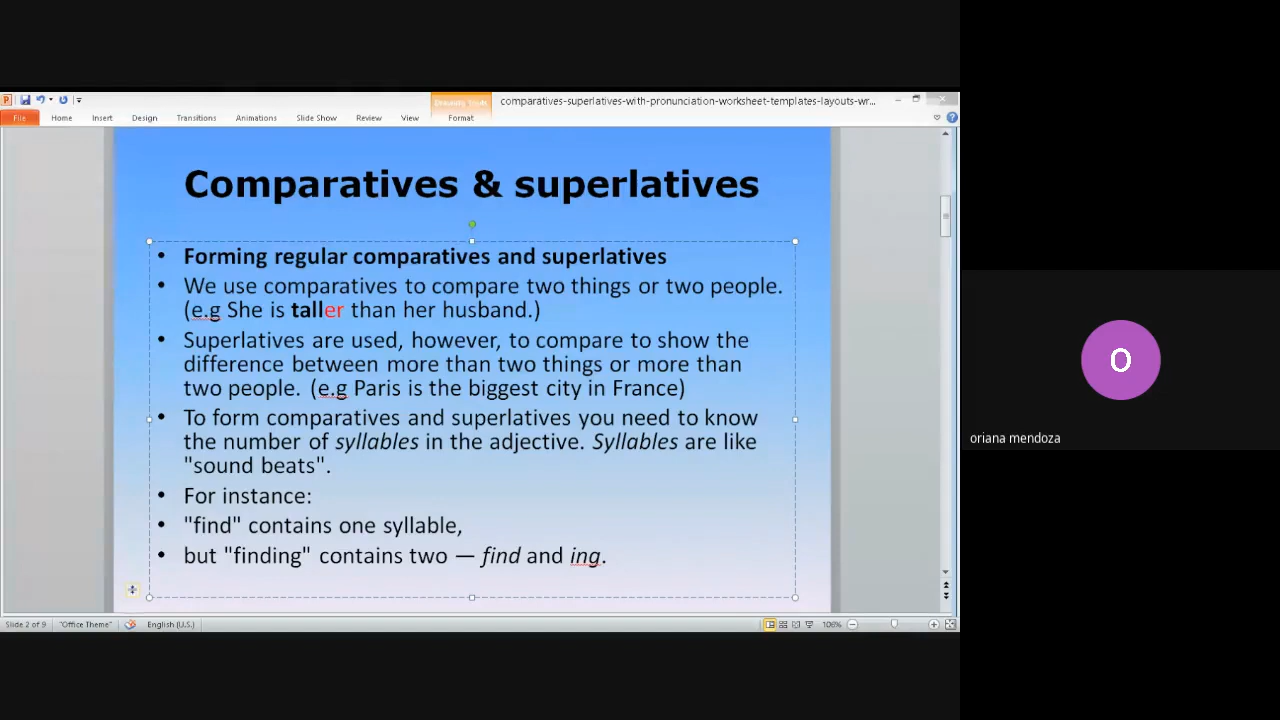 comparatives-superlatives-with-pronunciation-worksheet-templates-layouts-wr...
File Home Insert Design Transitions Animations Slide Show Review View Format
Comparatives & superlatives
• Forming regular comparatives and superlatives
• We use comparatives to compare two things or two people.
(e.g She is taller than her husband.)
• Superlatives are used, however, to compare to show the
difference between more than two things or more than
two people. (e.g Paris is the biggest city in France)
• To form comparatives and superlatives you need to know
the number of syllables in the adjective. Syllables are like
"sound beats".
• For instance:
• "find" contains one syllable,
• but "finding" contains two — find and ing.
O
oriana mendoza
Slide 2 of 9 "Office Theme" English (U.S.) 106%